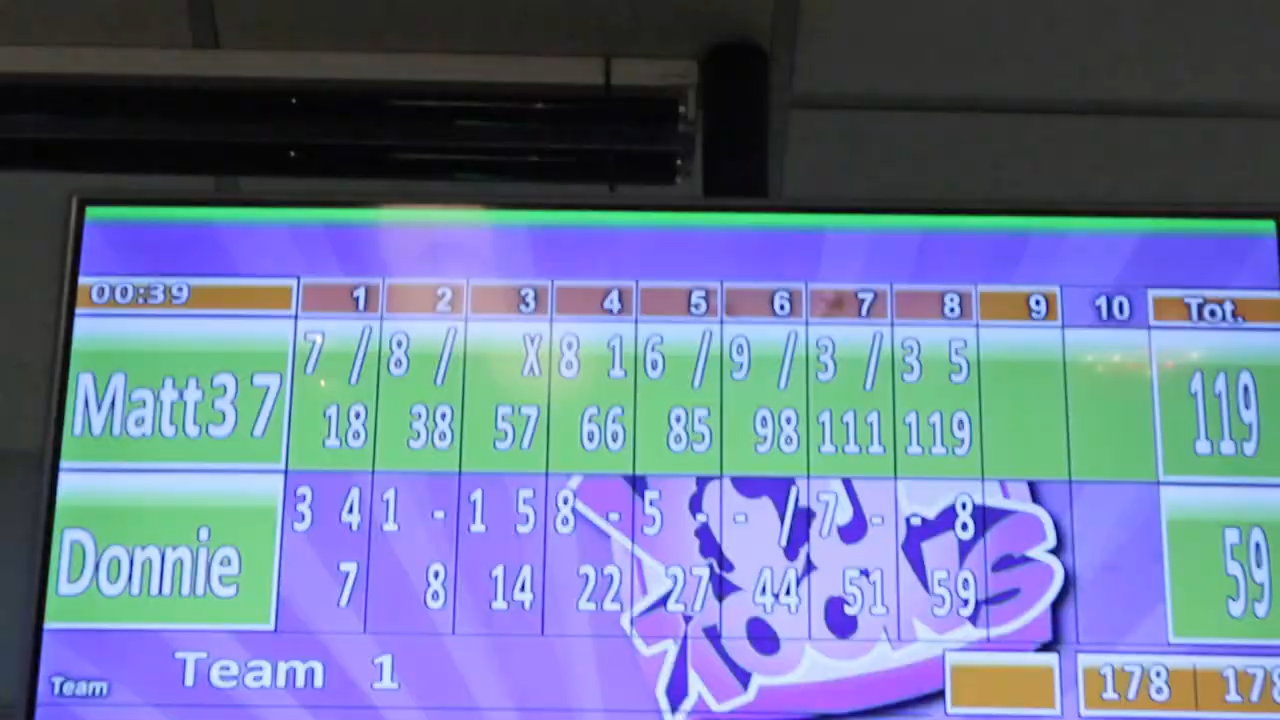 00:39 1 2 3 4 5 6 7 8 9 10 Tot.
7 / 8 / X 8 1 6 / 9 / 3 / 3 5
Matt37 18 38 57 66 85 98 111 119 119
3 4 1 - 1 5 8 - 5 - - / 7 - - 8
Donnie 7 8 14 22 27 44 51 59 59
TOONS
Team Team 1 178 178